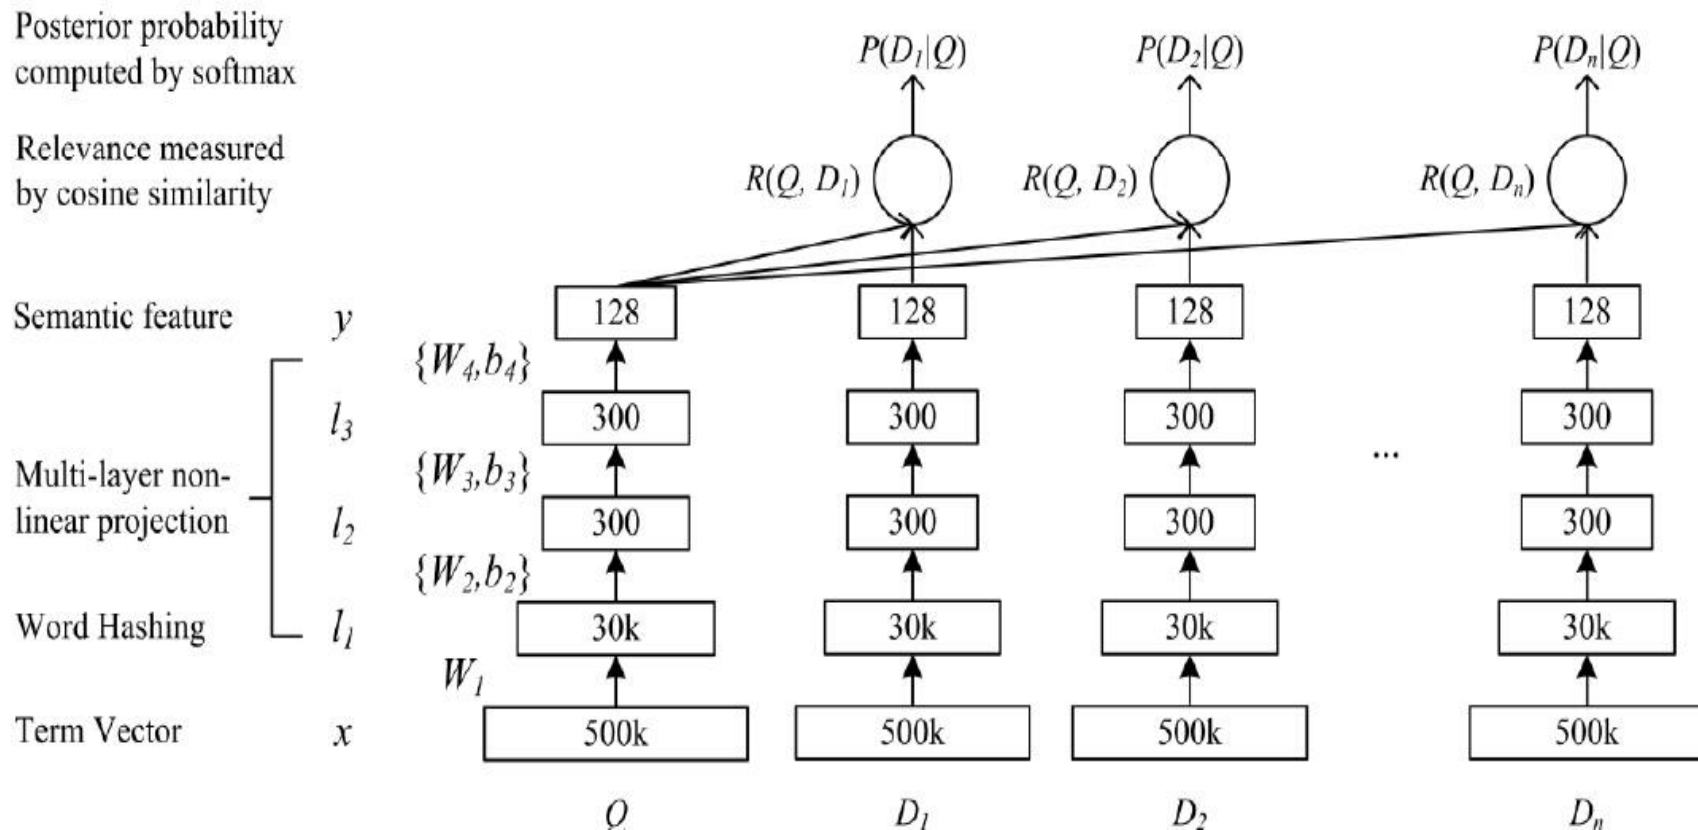 Posterior probability
computed by softmax
P(D₁|Q) P(D₂|Q) P(Dₙ|Q)
Relevance measured
by cosine similarity
R(Q, D₁) R(Q, D₂) R(Q, Dₙ)
Semantic feature y 128 128 128 128
{W₄,b₄}
l₃ 300 300 300 300
Multi-layer non-
linear projection
{W₃,b₃} ...
l₂ 300 300 300 300
{W₂,b₂}
Word Hashing l₁ 30k 30k 30k 30k
W₁
Term Vector x 500k 500k 500k 500k
Q D₁ D₂ Dₙ